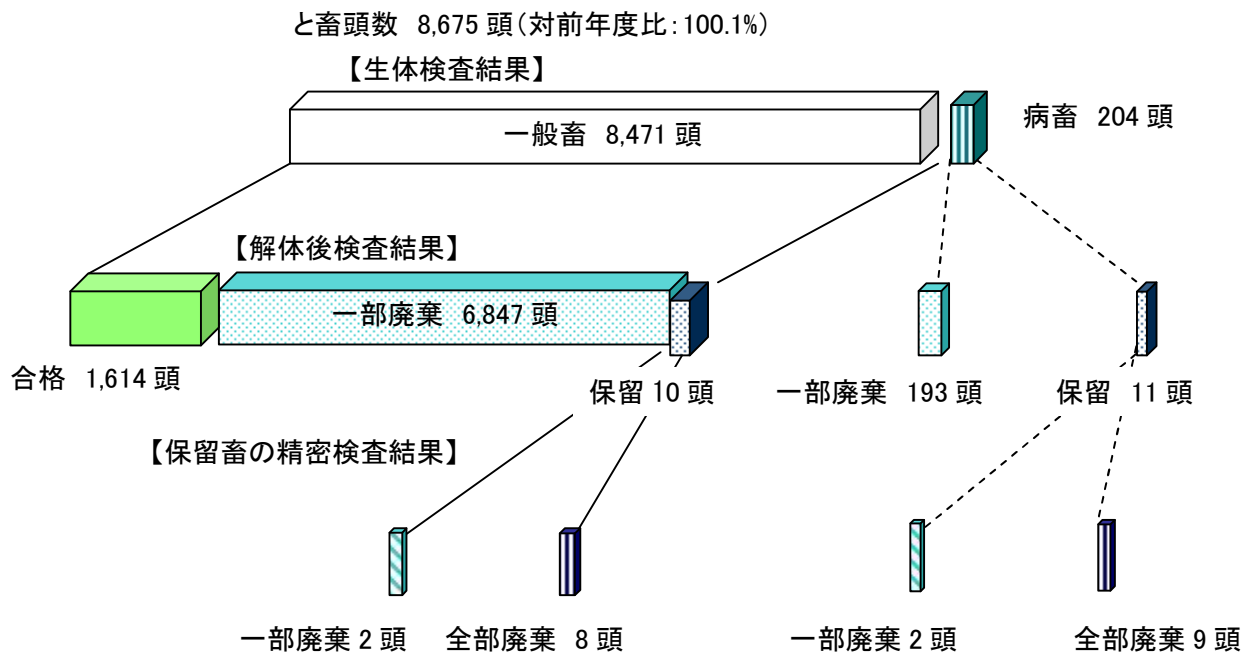 と畜頭数 8,675 頭(対前年度比:100.1%)
【生体検査結果】
一般畜 8,471 頭
病畜 204 頭
【解体後検査結果】
一部廃棄 6,847 頭
合格 1,614 頭
保留 10 頭
一部廃棄 193 頭
保留 11 頭
【保留畜の精密検査結果】
一部廃棄 2 頭
全部廃棄 8 頭
一部廃棄 2 頭
全部廃棄 9 頭